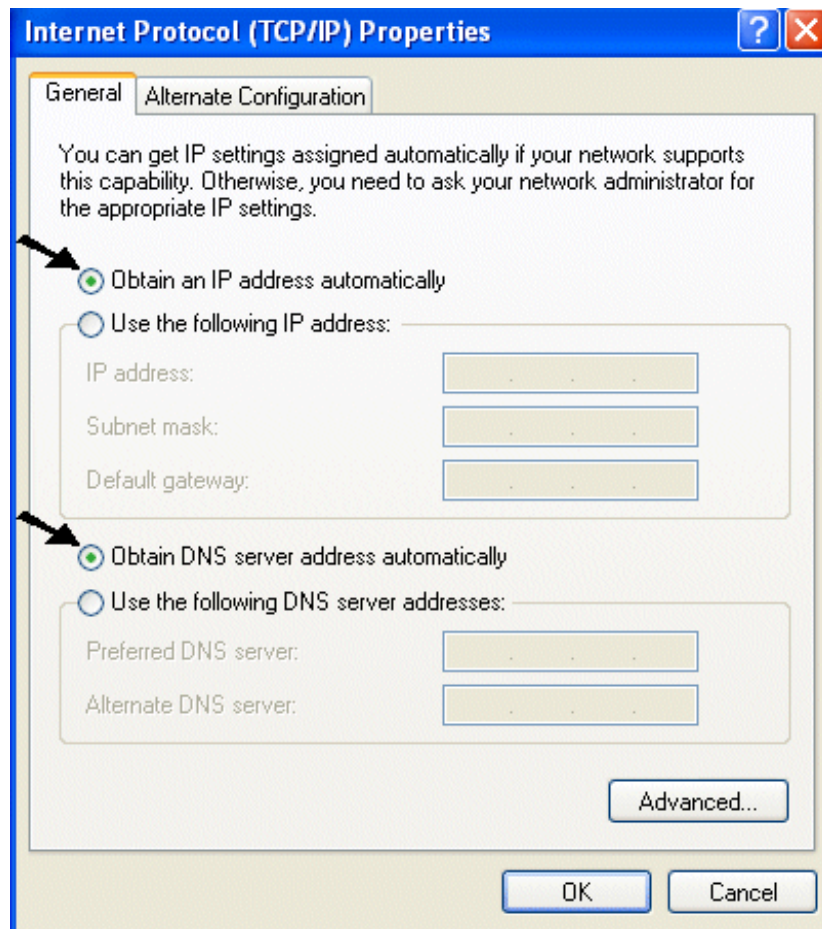 Internet Protocol (TCP/IP) Properties
General
Alternate Configuration
You can get IP settings assigned automatically if your network supports
this capability. Otherwise, you need to ask your network administrator for
the appropriate IP settings.
Obtain an IP address automatically
Use the following IP address:
IP address:
Subnet mask:
Default gateway:
Obtain DNS server address automatically
Use the following DNS server addresses:
Preferred DNS server:
Alternate DNS server:
Advanced...
OK
Cancel